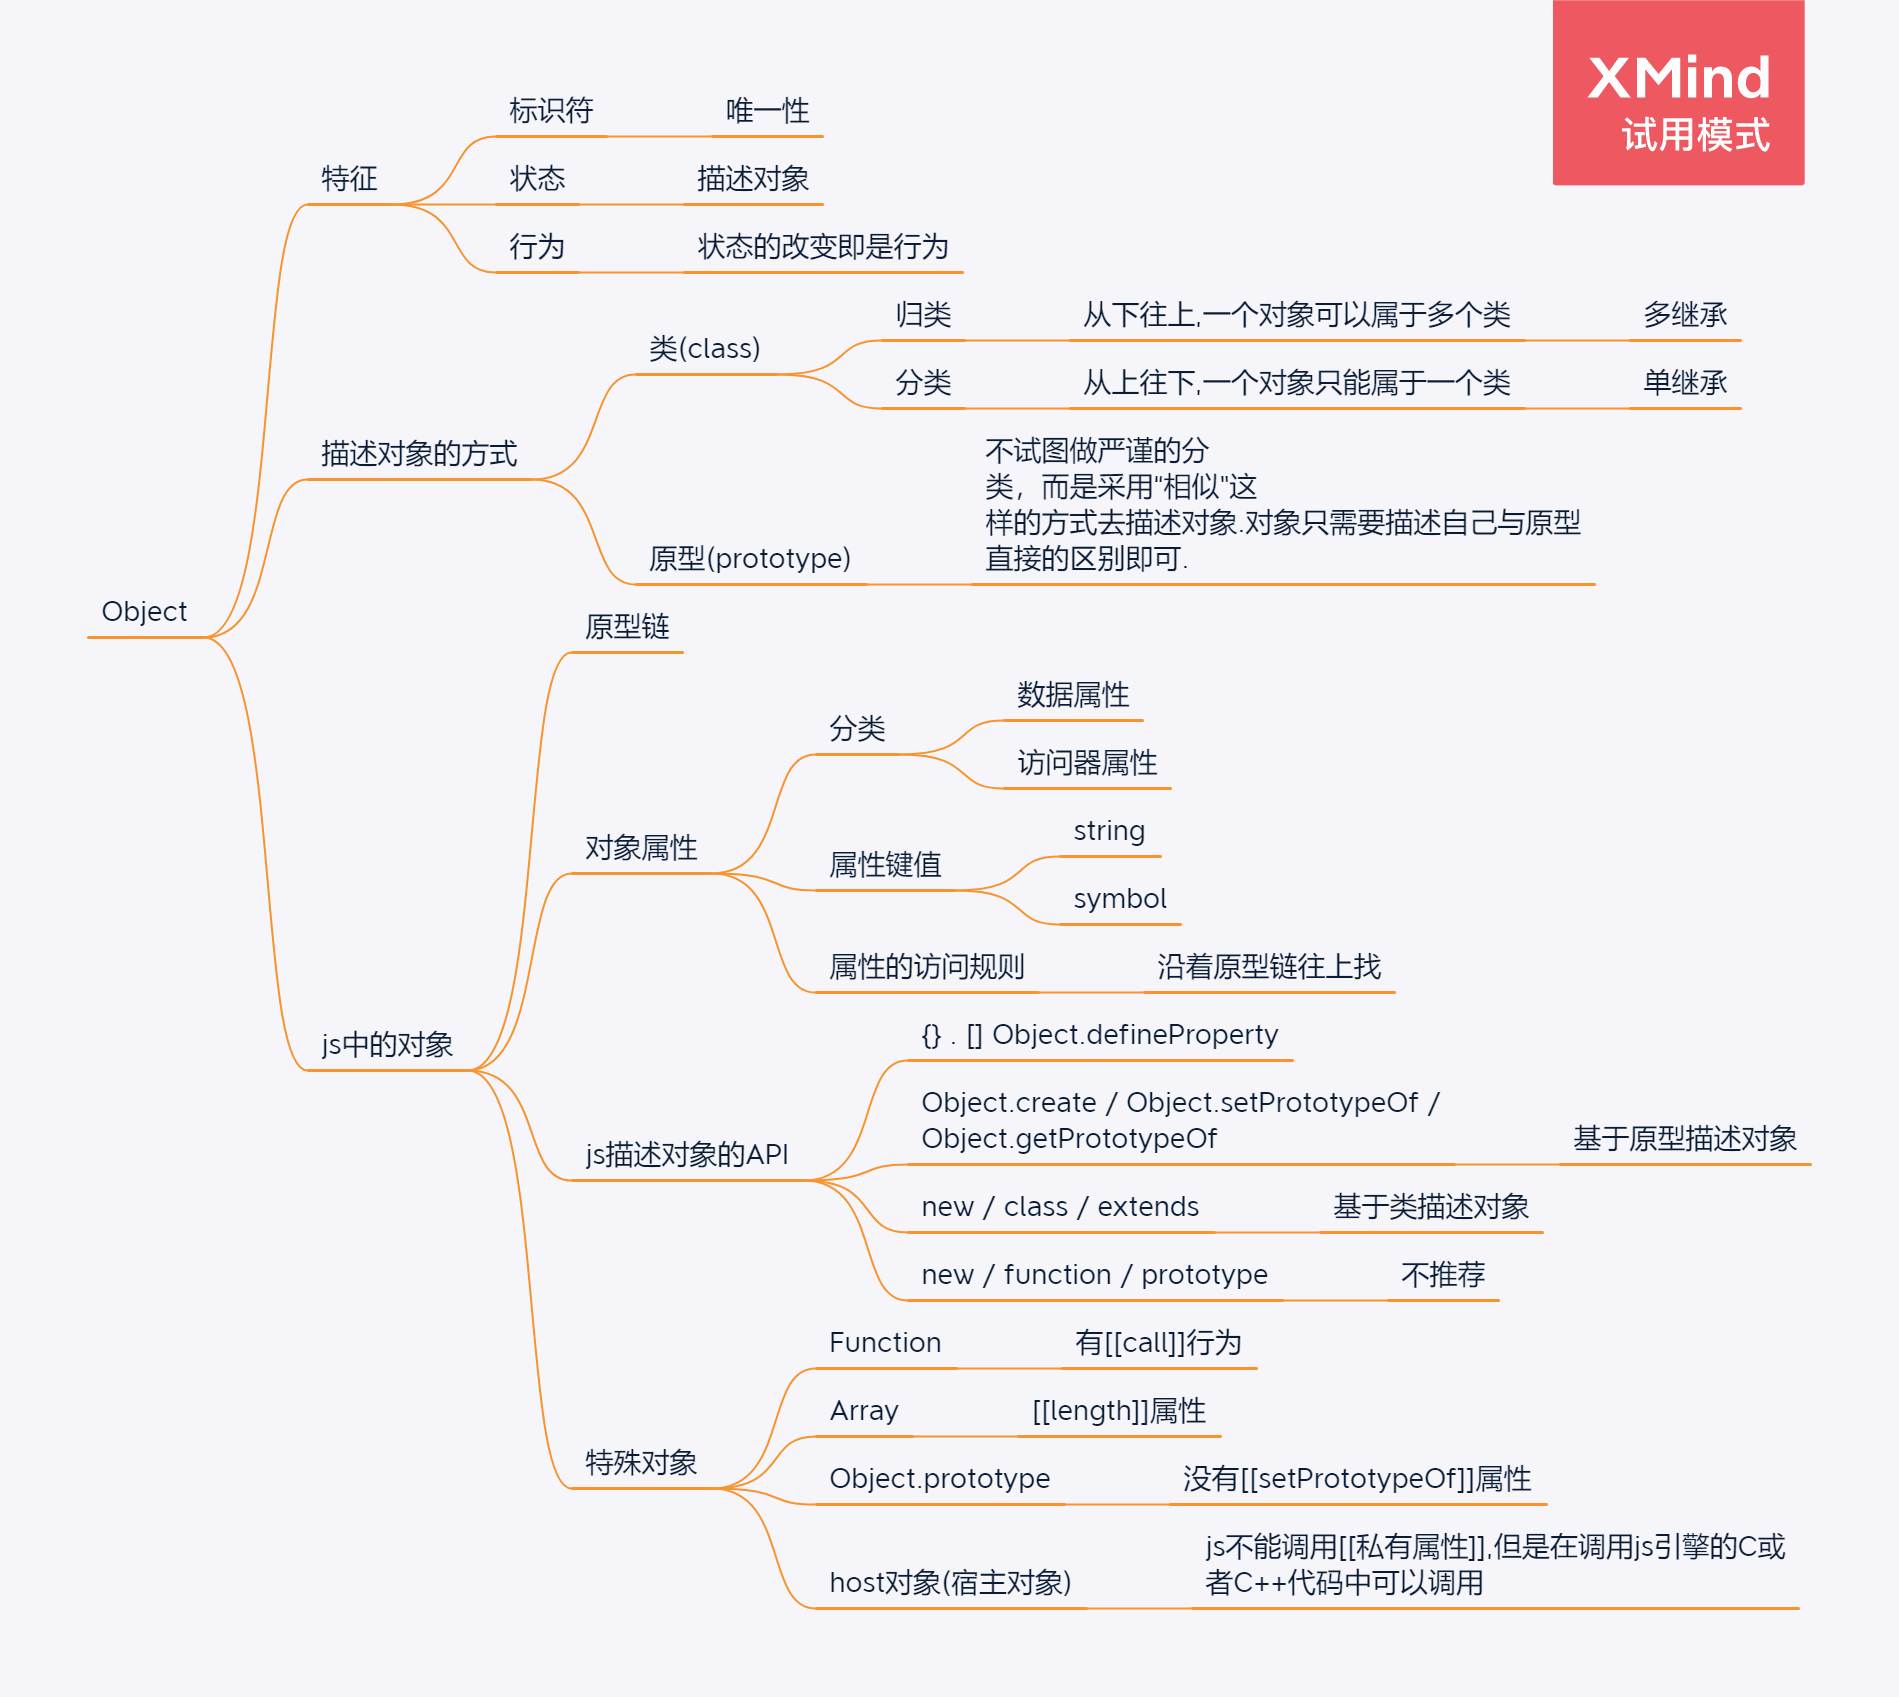 XMind
试用模式
Object
特征
标识符
唯一性
状态
描述对象
行为
状态的改变即是行为
描述对象的方式
类(class)
归类
从下往上,一个对象可以属于多个类
多继承
分类
从上往下,一个对象只能属于一个类
单继承
原型(prototype)
不试图做严谨的分
类，而是采用“相似"这
样的方式去描述对象.对象只需要描述自己与原型
直接的区别即可.
js中的对象
原型链
对象属性
分类
数据属性
访问器属性
属性键值
string
symbol
属性的访问规则
沿着原型链往上找
js描述对象的API
{} . [] Object.defineProperty
Object.create / Object.setPrototypeOf /
Object.getPrototypeOf
基于原型描述对象
new / class / extends
基于类描述对象
new / function / prototype
不推荐
特殊对象
Function
有[[call]]行为
Array
[[length]]属性
Object.prototype
没有[[setPrototypeOf]]属性
host对象(宿主对象)
js不能调用[[私有属性]],但是在调用js引擎的C或
者C++代码中可以调用